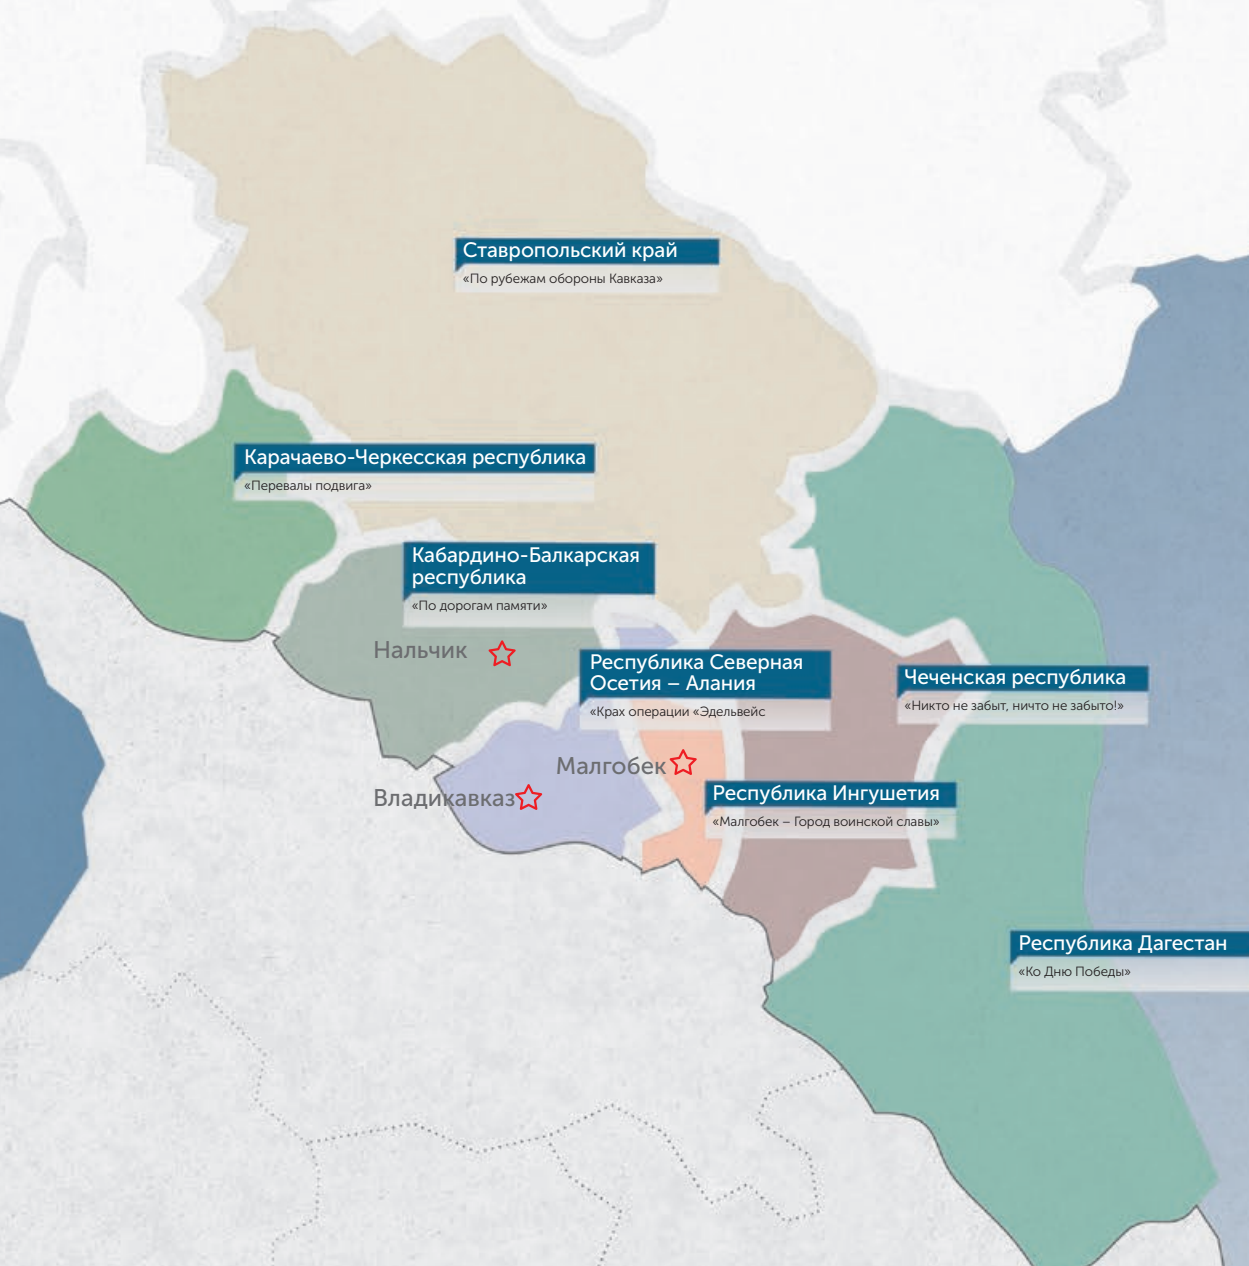 Ставропольский край
«По рубежам обороны Кавказа»
Карачаево-Черкесская республика
«Перевалы подвига»
Кабардино-Балкарская
республика
«По дорогам памяти»
Нальчик
Республика Северная
Осетия – Алания
«Крах операции «Эдельвейс
Чеченская республика
«Никто не забыт, ничто не забыто!»
Малгобек
Владикавказ
Республика Ингушетия
«Малгобек – Город воинской славы»
Республика Дагестан
«Ко Дню Победы»